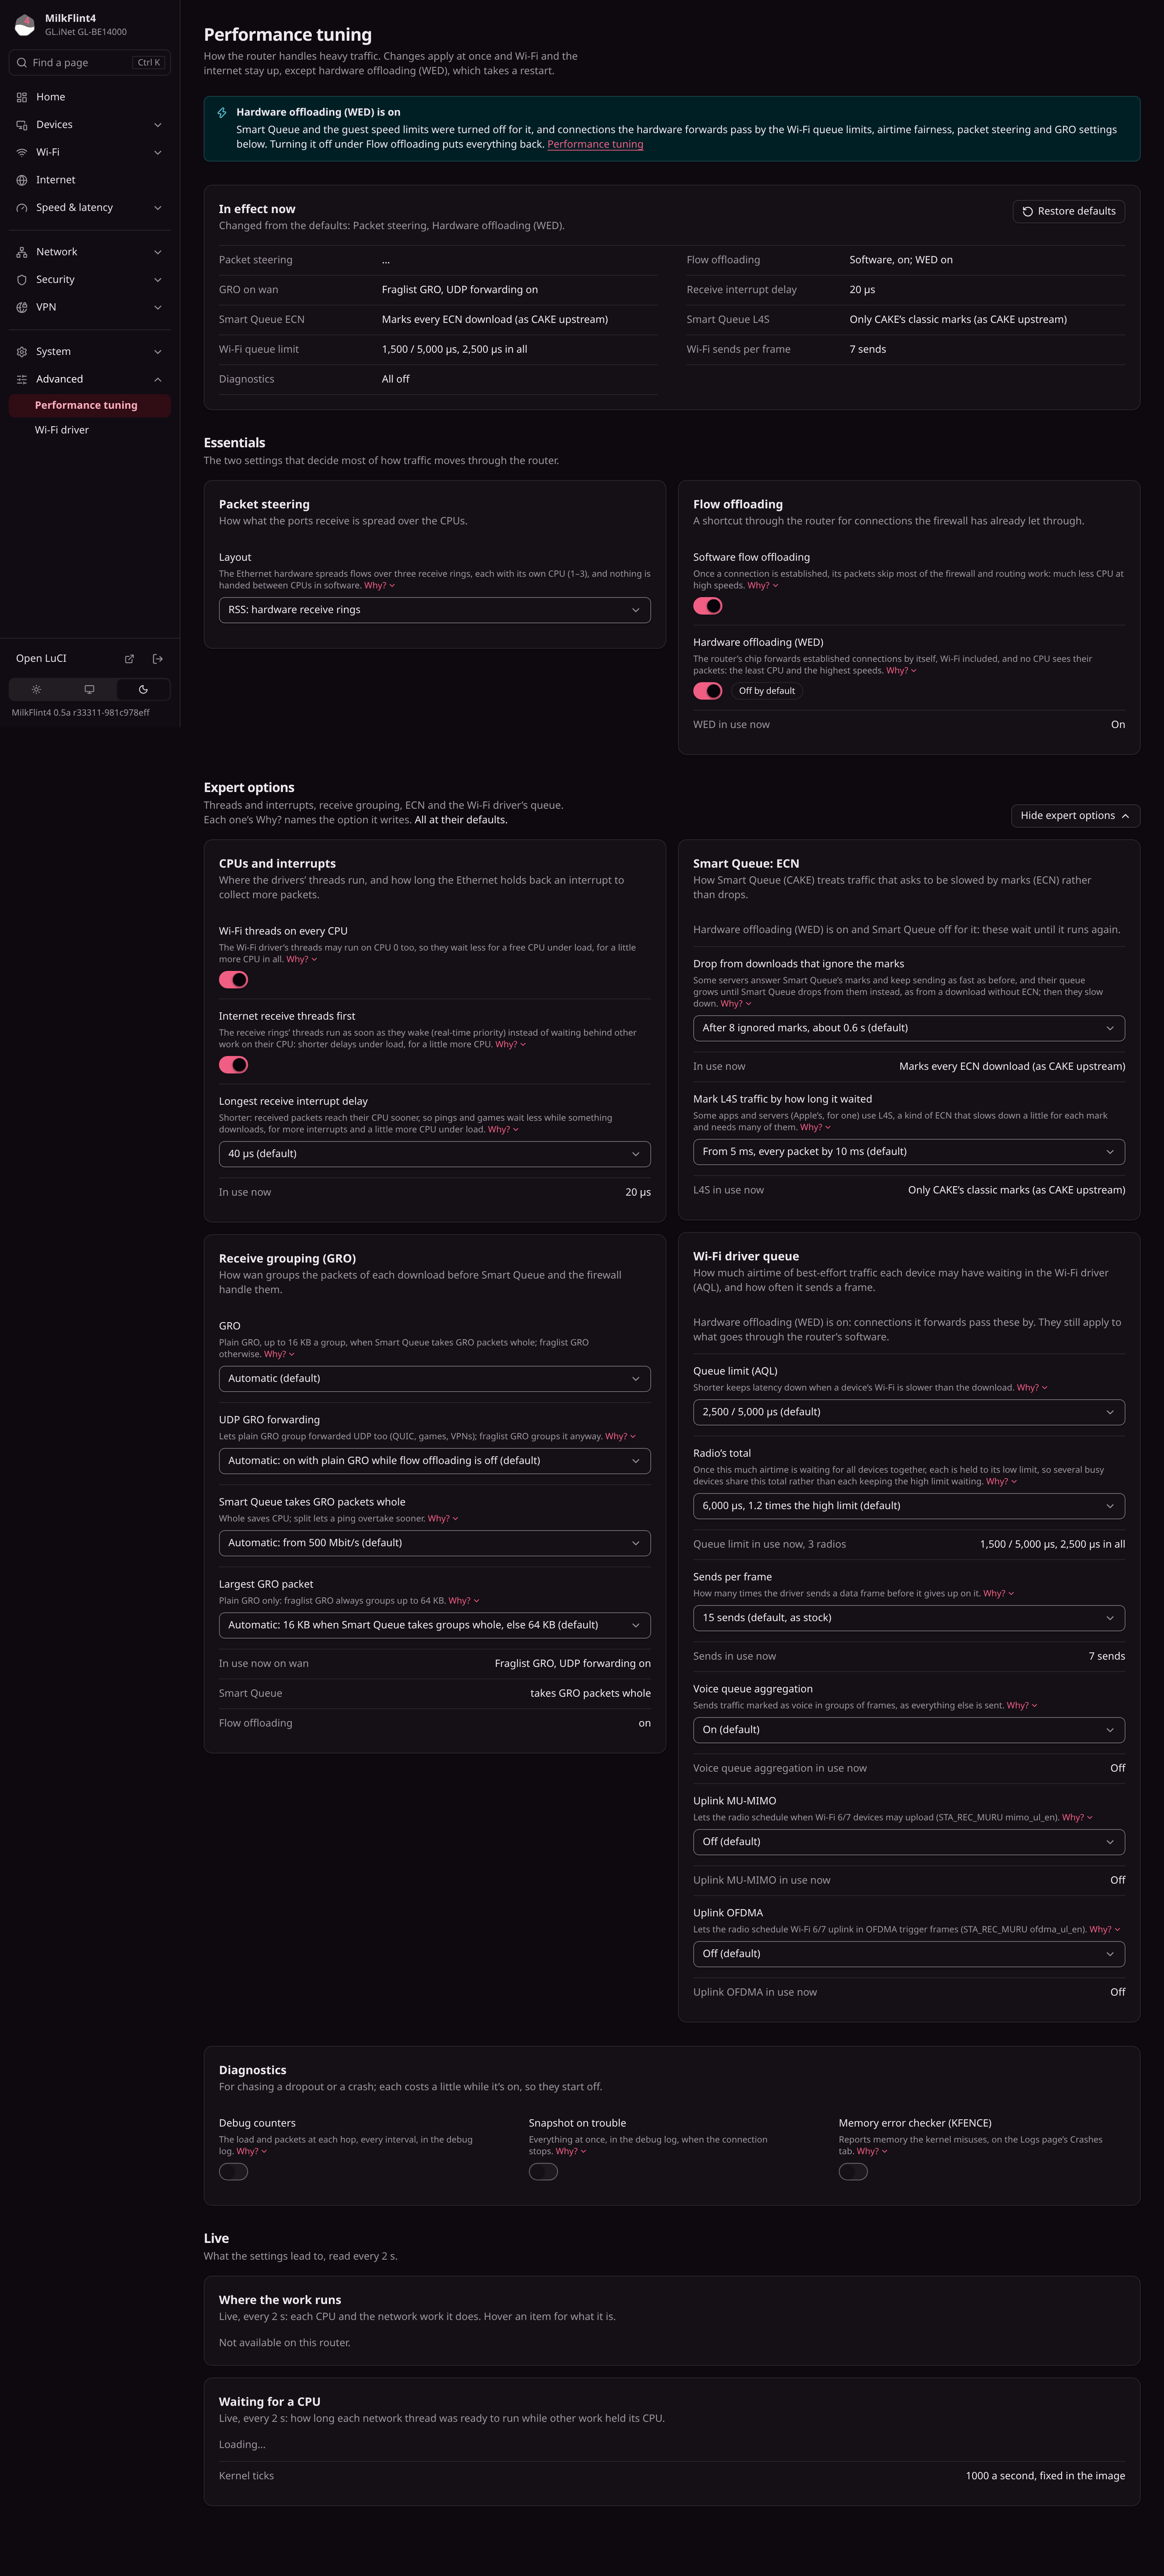 MilkFlint4
GL.iNet GL-BE14000
Find a page
Ctrl K
Home
Devices
Wi-Fi
Internet
Speed & latency
Network
Security
VPN
System
Advanced
Performance tuning
Wi-Fi driver
Open LuCI
MilkFlint4 0.5a r33311-981c978eff
Performance tuning
How the router handles heavy traffic. Changes apply at once and Wi-Fi and the
internet stay up, except hardware offloading (WED), which takes a restart.
Hardware offloading (WED) is on
Smart Queue and the guest speed limits were turned off for it, and connections the hardware forwards pass by the Wi-Fi queue limits, airtime fairness, packet steering and GRO settings
below. Turning it off under Flow offloading puts everything back. Performance tuning
In effect now
Changed from the defaults: Packet steering, Hardware offloading (WED).
Restore defaults
Packet steering
...
Flow offloading
Software, on; WED on
GRO on wan
Fraglist GRO, UDP forwarding on
Receive interrupt delay
20 µs
Smart Queue ECN
Marks every ECN download (as CAKE upstream)
Smart Queue L4S
Only CAKE's classic marks (as CAKE upstream)
Wi-Fi queue limit
1,500 / 5,000 µs, 2,500 µs in all
Wi-Fi sends per frame
7 sends
Diagnostics
All off
Essentials
The two settings that decide most of how traffic moves through the router.
Packet steering
How what the ports receive is spread over the CPUs.
Layout
The Ethernet hardware spreads flows over three receive rings, each with its own CPU (1–3), and nothing is
handed between CPUs in software. Why?
RSS: hardware receive rings
Flow offloading
A shortcut through the router for connections the firewall has already let through.
Software flow offloading
Once a connection is established, its packets skip most of the firewall and routing work: much less CPU at
high speeds. Why?
Hardware offloading (WED)
The router's chip forwards established connections by itself, Wi-Fi included, and no CPU sees their
packets: the least CPU and the highest speeds. Why?
Off by default
WED in use now
On
Expert options
Threads and interrupts, receive grouping, ECN and the Wi-Fi driver's queue.
Each one's Why? names the option it writes. All at their defaults.
Hide expert options
CPUs and interrupts
Where the drivers' threads run, and how long the Ethernet holds back an interrupt to
collect more packets.
Wi-Fi threads on every CPU
The Wi-Fi driver's threads may run on CPU 0 too, so they wait less for a free CPU under load, for a little
more CPU in all. Why?
Internet receive threads first
The receive rings' threads run as soon as they wake (real-time priority) instead of waiting behind other
work on their CPU: shorter delays under load, for a little more CPU. Why?
Longest receive interrupt delay
Shorter: received packets reach their CPU sooner, so pings and games wait less while something
downloads, for more interrupts and a little more CPU under load. Why?
40 µs (default)
In use now
20 µs
Receive grouping (GRO)
How wan groups the packets of each download before Smart Queue and the firewall
handle them.
GRO
Plain GRO, up to 16 KB a group, when Smart Queue takes GRO packets whole; fraglist GRO
otherwise. Why?
Automatic (default)
UDP GRO forwarding
Lets plain GRO group forwarded UDP too (QUIC, games, VPNs); fraglist GRO groups it anyway. Why?
Automatic: on with plain GRO while flow offloading is off (default)
Smart Queue takes GRO packets whole
Whole saves CPU; split lets a ping overtake sooner. Why?
Automatic: from 500 Mbit/s (default)
Largest GRO packet
Plain GRO only: fraglist GRO always groups up to 64 KB. Why?
Automatic: 16 KB when Smart Queue takes groups whole, else 64 KB (default)
In use now on wan
Fraglist GRO, UDP forwarding on
Smart Queue
takes GRO packets whole
Flow offloading
on
Smart Queue: ECN
How Smart Queue (CAKE) treats traffic that asks to be slowed by marks (ECN) rather
than drops.
Hardware offloading (WED) is on and Smart Queue off for it: these wait until it runs again.
Drop from downloads that ignore the marks
Some servers answer Smart Queue's marks and keep sending as fast as before, and their queue
grows until Smart Queue drops from them instead, as from a download without ECN; then they slow
down. Why?
After 8 ignored marks, about 0.6 s (default)
In use now
Marks every ECN download (as CAKE upstream)
Mark L4S traffic by how long it waited
Some apps and servers (Apple's, for one) use L4S, a kind of ECN that slows down a little for each mark
and needs many of them. Why?
From 5 ms, every packet by 10 ms (default)
L4S in use now
Only CAKE's classic marks (as CAKE upstream)
Wi-Fi driver queue
How much airtime of best-effort traffic each device may have waiting in the Wi-Fi driver
(AQL), and how often it sends a frame.
Hardware offloading (WED) is on: connections it forwards pass these by. They still apply to
what goes through the router's software.
Queue limit (AQL)
Shorter keeps latency down when a device's Wi-Fi is slower than the download. Why?
2,500 / 5,000 µs (default)
Radio's total
Once this much airtime is waiting for all devices together, each is held to its low limit, so several busy
devices share this total rather than each keeping the high limit waiting. Why?
6,000 µs, 1.2 times the high limit (default)
Queue limit in use now, 3 radios
1,500 / 5,000 µs, 2,500 µs in all
Sends per frame
How many times the driver sends a data frame before it gives up on it. Why?
15 sends (default, as stock)
Sends in use now
7 sends
Voice queue aggregation
Sends traffic marked as voice in groups of frames, as everything else is sent. Why?
On (default)
Voice queue aggregation in use now
Off
Uplink MU-MIMO
Lets the radio schedule when Wi-Fi 6/7 devices may upload (STA_REC_MURU mimo_ul_en). Why?
Off (default)
Uplink MU-MIMO in use now
Off
Uplink OFDMA
Lets the radio schedule Wi-Fi 6/7 uplink in OFDMA trigger frames (STA_REC_MURU ofdma_ul_en). Why?
Off (default)
Uplink OFDMA in use now
Off
Diagnostics
For chasing a dropout or a crash; each costs a little while it's on, so they start off.
Debug counters
The load and packets at each hop, every interval, in the debug
log. Why?
Snapshot on trouble
Everything at once, in the debug log, when the connection
stops. Why?
Memory error checker (KFENCE)
Reports memory the kernel misuses, on the Logs page's Crashes
tab. Why?
Live
What the settings lead to, read every 2 s.
Where the work runs
Live, every 2 s: each CPU and the network work it does. Hover an item for what it is.
Not available on this router.
Waiting for a CPU
Live, every 2 s: how long each network thread was ready to run while other work held its CPU.
Loading...
Kernel ticks
1000 a second, fixed in the image